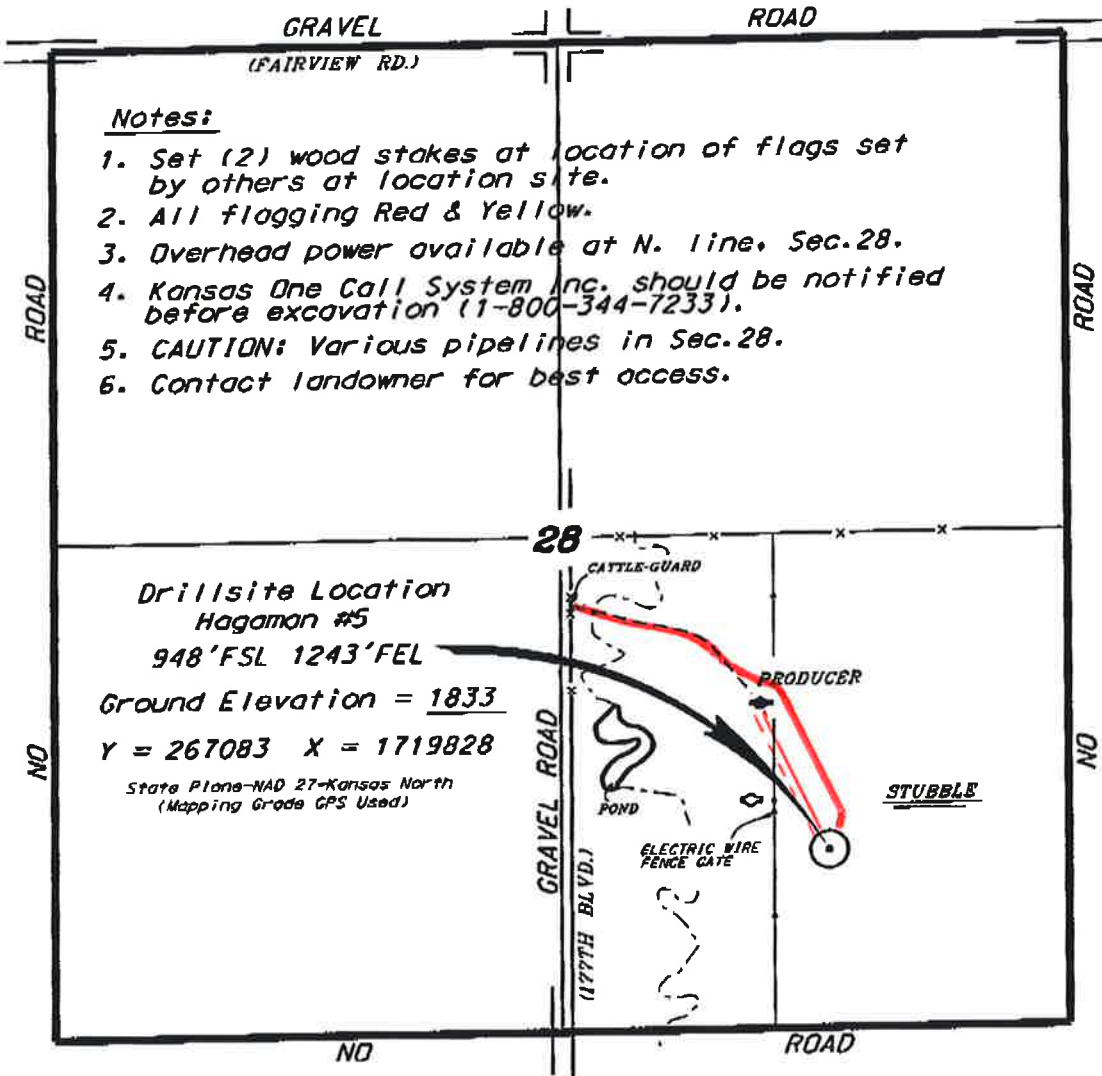 GRAVEL ROAD
(FAIRVIEW RD.)
Notes:
1. Set (2) wood stakes at location of flags set
by others at location site.
2. All flagging Red & Yellow.
3. Overhead power available at N. line, Sec.28.
4. Kansas One Call System Inc. should be notified
before excavation (1-800-344-7233).
5. CAUTION: Various pipelines in Sec.28.
6. Contact landowner for best access.
ROAD
ROAD
28
CATTLE-GUARD
Drillsite Location
Hagaman #5
948'FSL 1243'FEL
Ground Elevation = 1833
Y = 267083 X = 1719828
State Plane-NAD 27-Kansas North
(Mapping Grade GPS Used)
PRODUCER
NO
NO
GRAVEL ROAD
(177TH BLVD.)
POND
ELECTRIC WIRE
FENCE GATE
STUBBLE
NO ROAD